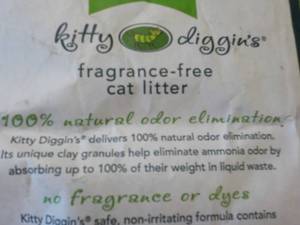 kitty diggin's®
fragrance-free
cat litter
100% natural odor elimination
Kitty Diggin's® delivers 100% natural odor elimination.
Its unique clay granules help eliminate ammonia odor by
absorbing up to 100% of their weight in liquid waste.
no fragrance or dyes
Kitty Diggin's® safe, non-irritating formula contains